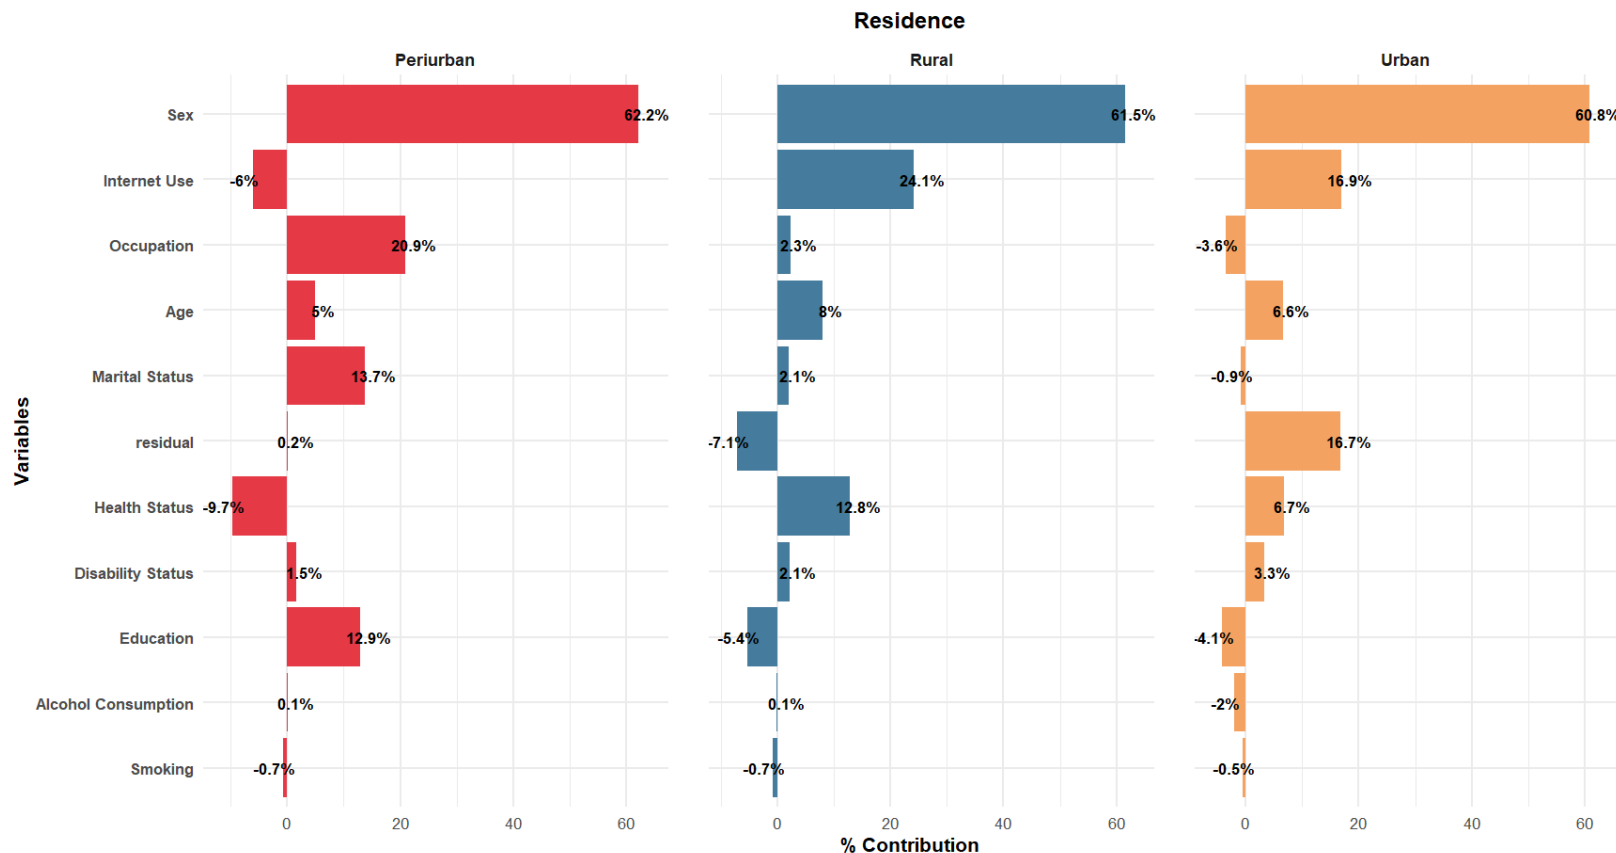 Residence
Periurban Rural Urban
Sex 62.2% 61.5% 60.8%
Internet Use -6% 24.1% 16.9%
Occupation 20.9% 2.3% -3.6%
Age 5% 8% 6.6%
Marital Status 13.7% 2.1% -0.9%
residual 0.2% -7.1% 16.7%
Health Status -9.7% 12.8% 6.7%
Disability Status 1.5% 2.1% 3.3%
Education 12.9% -5.4% -4.1%
Alcohol Consumption 0.1% 0.1% -2%
Smoking -0.7% -0.7% -0.5%
0 20 40 60 0 20 40 60 0 20 40 60
% Contribution
Variables